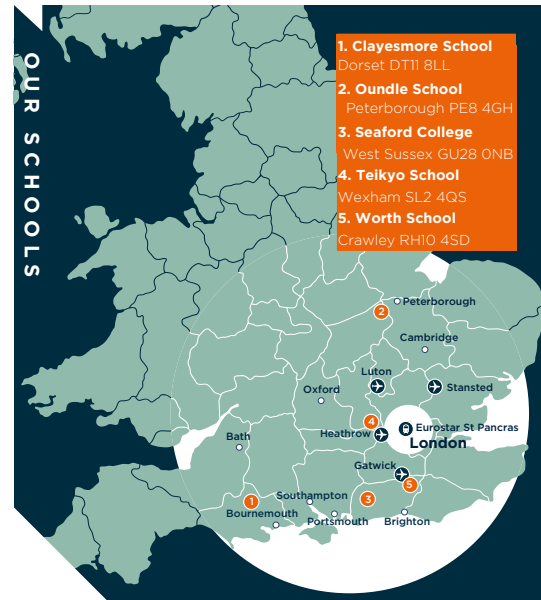 OUR SCHOOLS
1. Clayesmore School
Dorset DT11 8LL
2. Oundle School
Peterborough PE8 4GH
3. Seaford College
West Sussex GU28 0NB
4. Teikyo School
Wexham SL2 4QS
5. Worth School
Crawley RH10 4SD
Peterborough
2
Cambridge
Luton
Stansted
Oxford
4
Eurostar St Pancras
Heathrow
London
Bath
Gatwick
5
Southampton
3
1
Bournemouth
Portsmouth
Brighton